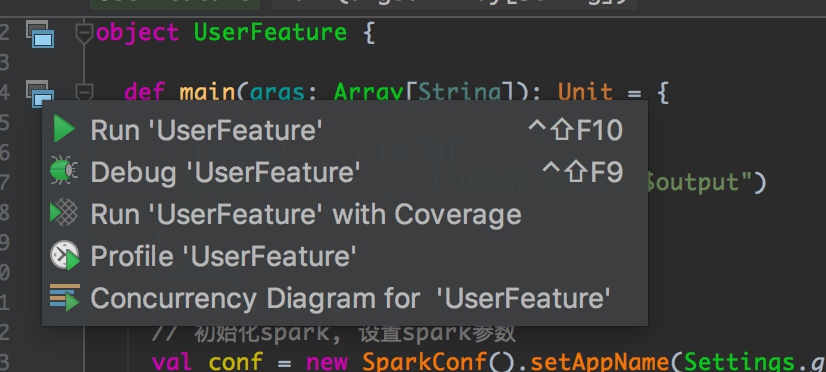 2 object UserFeature {
3
4 def main(args: Array[String]): Unit = {
5
Run 'UserFeature' ^⇧F10
6
Debug 'UserFeature' ^⇧F9
7 $output")
8
Run 'UserFeature' with Coverage
9
Profile 'UserFeature'
0
1
Concurrency Diagram for 'UserFeature'
2 // 初始化spark, 设置spark参数
3 val conf = new SparkConf().setAppName(Settings.g